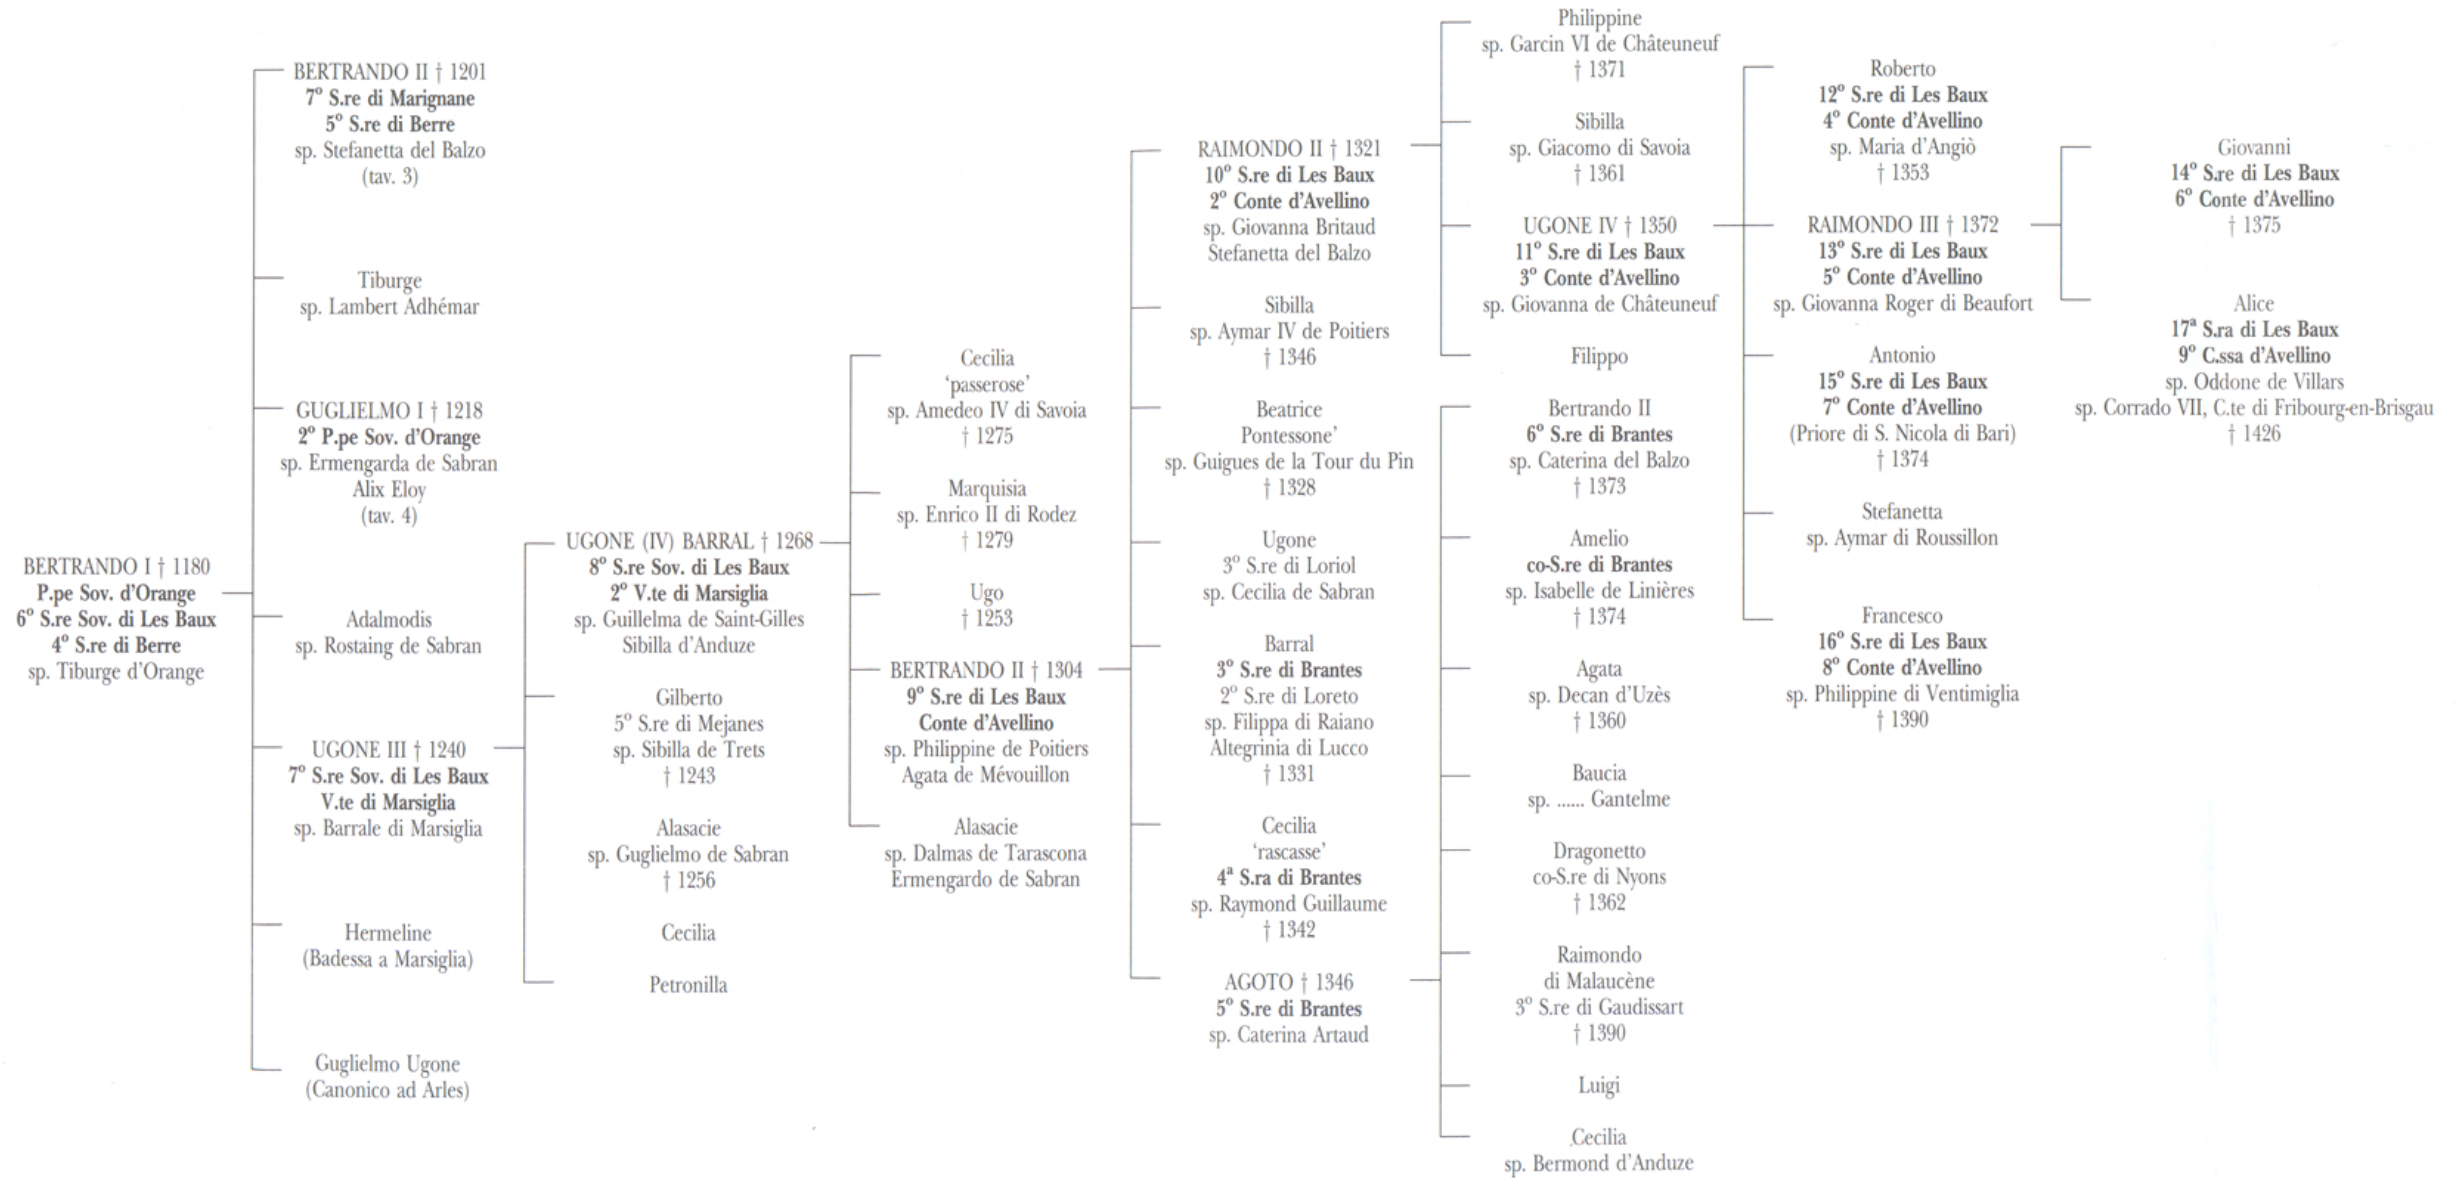 BERTRANDO I † 1180
P.pe Sov. d'Orange
6° S.re Sov. di Les Baux
4° S.re di Berre
sp. Tiburge d'Orange
BERTRANDO II † 1201
7° S.re di Marignane
5° S.re di Berre
sp. Stefanetta del Balzo
(tav. 3)
Tiburge
sp. Lambert Adhémar
GUGLIELMO I † 1218
2° P.pe Sov. d'Orange
sp. Ermengarda de Sabran
Alix Eloy
(tav. 4)
Adalmodis
sp. Rostaing de Sabran
UGONE III † 1240
7° S.re Sov. di Les Baux
V.te di Marsiglia
sp. Barrale di Marsiglia
Hermeline
(Badessa a Marsiglia)
Guglielmo Ugone
(Canonico ad Arles)
UGONE (IV) BARRAL † 1268
8° S.re Sov. di Les Baux
2° V.te di Marsiglia
sp. Guillelma de Saint-Gilles
Sibilla d'Anduze
Gilberto
5° S.re di Mejanes
sp. Sibilla de Trets
† 1243
Alasacie
sp. Guglielmo de Sabran
† 1256
Cecilia
Petronilla
Cecilia
'passerose'
sp. Amedeo IV di Savoia
† 1275
Marquisia
sp. Enrico II di Rodez
† 1279
Ugo
† 1253
BERTRANDO II † 1304
9° S.re di Les Baux
Conte d'Avellino
sp. Philippine de Poitiers
Agata de Mévouillon
Alasacie
sp. Dalmas de Tarascona
Ermengardo de Sabran
RAIMONDO II † 1321
10° S.re di Les Baux
2° Conte d'Avellino
sp. Giovanna Britaud
Stefanetta del Balzo
Sibilla
sp. Aymar IV de Poitiers
† 1346
Beatrice
Pontessone'
sp. Guigues de la Tour du Pin
† 1328
Ugone
3° S.re di Loriol
sp. Cecilia de Sabran
Barral
3° S.re di Brantes
2° S.re di Loreto
sp. Filippa di Raiano
Altegrinia di Lucco
† 1331
Cecilia
'rascasse'
4ª S.ra di Brantes
sp. Raymond Guillaume
† 1342
AGOTO † 1346
5° S.re di Brantes
sp. Caterina Artaud
Philippine
sp. Garcin VI de Châteuneuf
† 1371
Sibilla
sp. Giacomo di Savoia
† 1361
UGONE IV † 1350
11° S.re di Les Baux
3° Conte d'Avellino
sp. Giovanna de Châteuneuf
Filippo
Bertrando II
6° S.re di Brantes
sp. Caterina del Balzo
† 1373
Amelio
co-S.re di Brantes
sp. Isabelle de Linières
† 1374
Agata
sp. Decan d'Uzès
† 1360
Baucia
sp. ...... Gantelme
Dragonetto
co-S.re di Nyons
† 1362
Raimondo
di Malaucène
3° S.re di Gaudissart
† 1390
Luigi
Cecilia
sp. Bermond d'Anduze
Roberto
12° S.re di Les Baux
4° Conte d'Avellino
sp. Maria d'Angiò
† 1353
RAIMONDO III † 1372
13° S.re di Les Baux
5° Conte d'Avellino
sp. Giovanna Roger di Beaufort
Antonio
15° S.re di Les Baux
7° Conte d'Avellino
(Priore di S. Nicola di Bari)
† 1374
Stefanetta
sp. Aymar di Roussillon
Francesco
16° S.re di Les Baux
8° Conte d'Avellino
sp. Philippine di Ventimiglia
† 1390
Giovanni
14° S.re di Les Baux
6° Conte d'Avellino
† 1375
Alice
17ª S.ra di Les Baux
9° C.ssa d'Avellino
sp. Oddone de Villars
sp. Corrado VII, C.te di Fribourg-en-Brisgau
† 1426